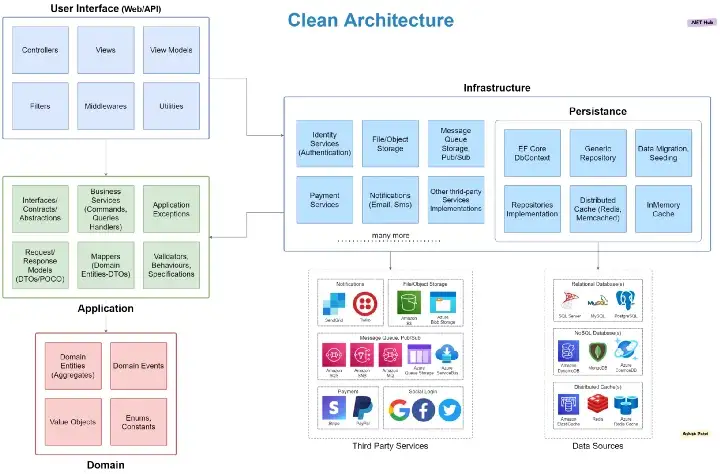 User Interface (Web/API)
Clean Architecture
.NET Hub
Controllers
Views
View Models
Filters
Middlewares
Utilities
Infrastructure
Identity
Services
(Authentication)
File/Object
Storage
Message
Queue
Storage,
Pub/Sub
Payment
Services
Notifications
(Email, Sms)
Other third-party
Services
Implementations
many more
Persistance
EF Core
DbContext
Generic
Repository
Data Migration,
Seeding
Repositories
Implementation
Distributed
Cache (Redis,
Memcached)
InMemory
Cache
Interfaces/
Contracts/
Abstractions
Business
Services
(Commands,
Queries
Handlers)
Application
Exceptions
Request/
Response
Models
(DTOs/POCO)
Mappers
(Domain
Entities-DTOs)
Validators,
Behaviours,
Specifications
Application
Domain
Entities
(Aggregates)
Domain Events
Value Objects
Enums,
Constants
Domain
Notifications
SendGrid
Twilio
File/Object Storage
Amazon
S3
Azure
Blob Storage
Message Queue, Pub/Sub
Amazon
SQS
Amazon
SNS
Amazon
MQ
Azure
Queue Storage
Azure
ServiceBus
Payment
Stripe
PayPal
Social Login
Third Party Services
Relational Database(s)
SQL Server
MySQL
PostgreSQL
NoSQL Database(s)
Amazon
DynamoDB
MongoDB
Azure
CosmosDB
Distributed Cache(s)
Amazon
ElastiCache
Redis
Azure
Redis Cache
Data Sources